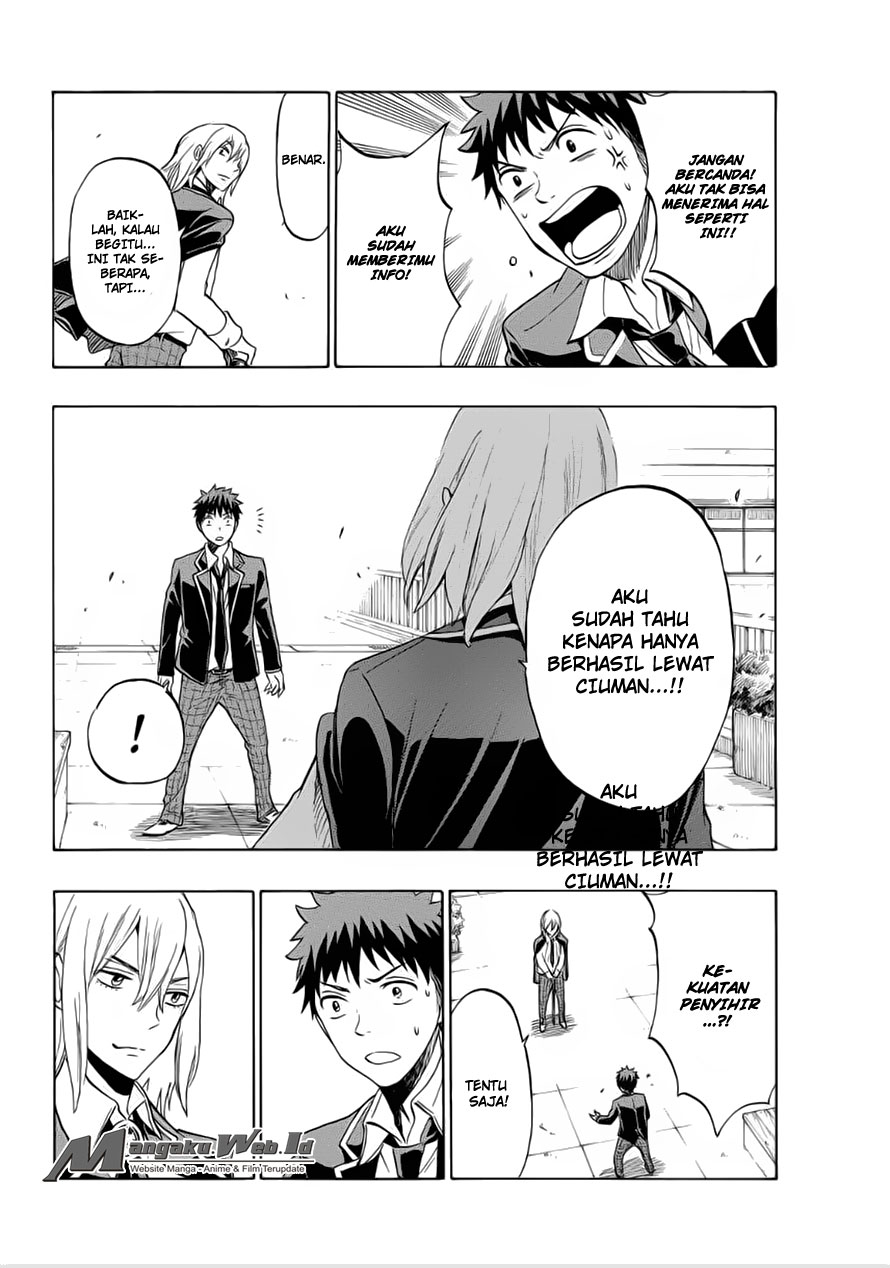 JANGAN
BERCANDA!
AKU TAK BISA
MENERIMA HAL
SEPERTI
INI!!
AKU
SUDAH
MEMBERIMU
INFO!
BENAR.
BAIK-
LAH, KALAU
BEGITU...
INI TAK SE-
BERAPA,
TAPI...
AKU
SUDAH TAHU
KENAPA HANYA
BERHASIL LEWAT
CIUMAN...!!
!
AKU
BERHASIL LEWAT
CIUMAN...!!
KE-
KUATAN
PENYIHIR
...?!
TENTU
SAJA!
MangakuWeb.Id
Website Manga - Anime & Film Terupdate